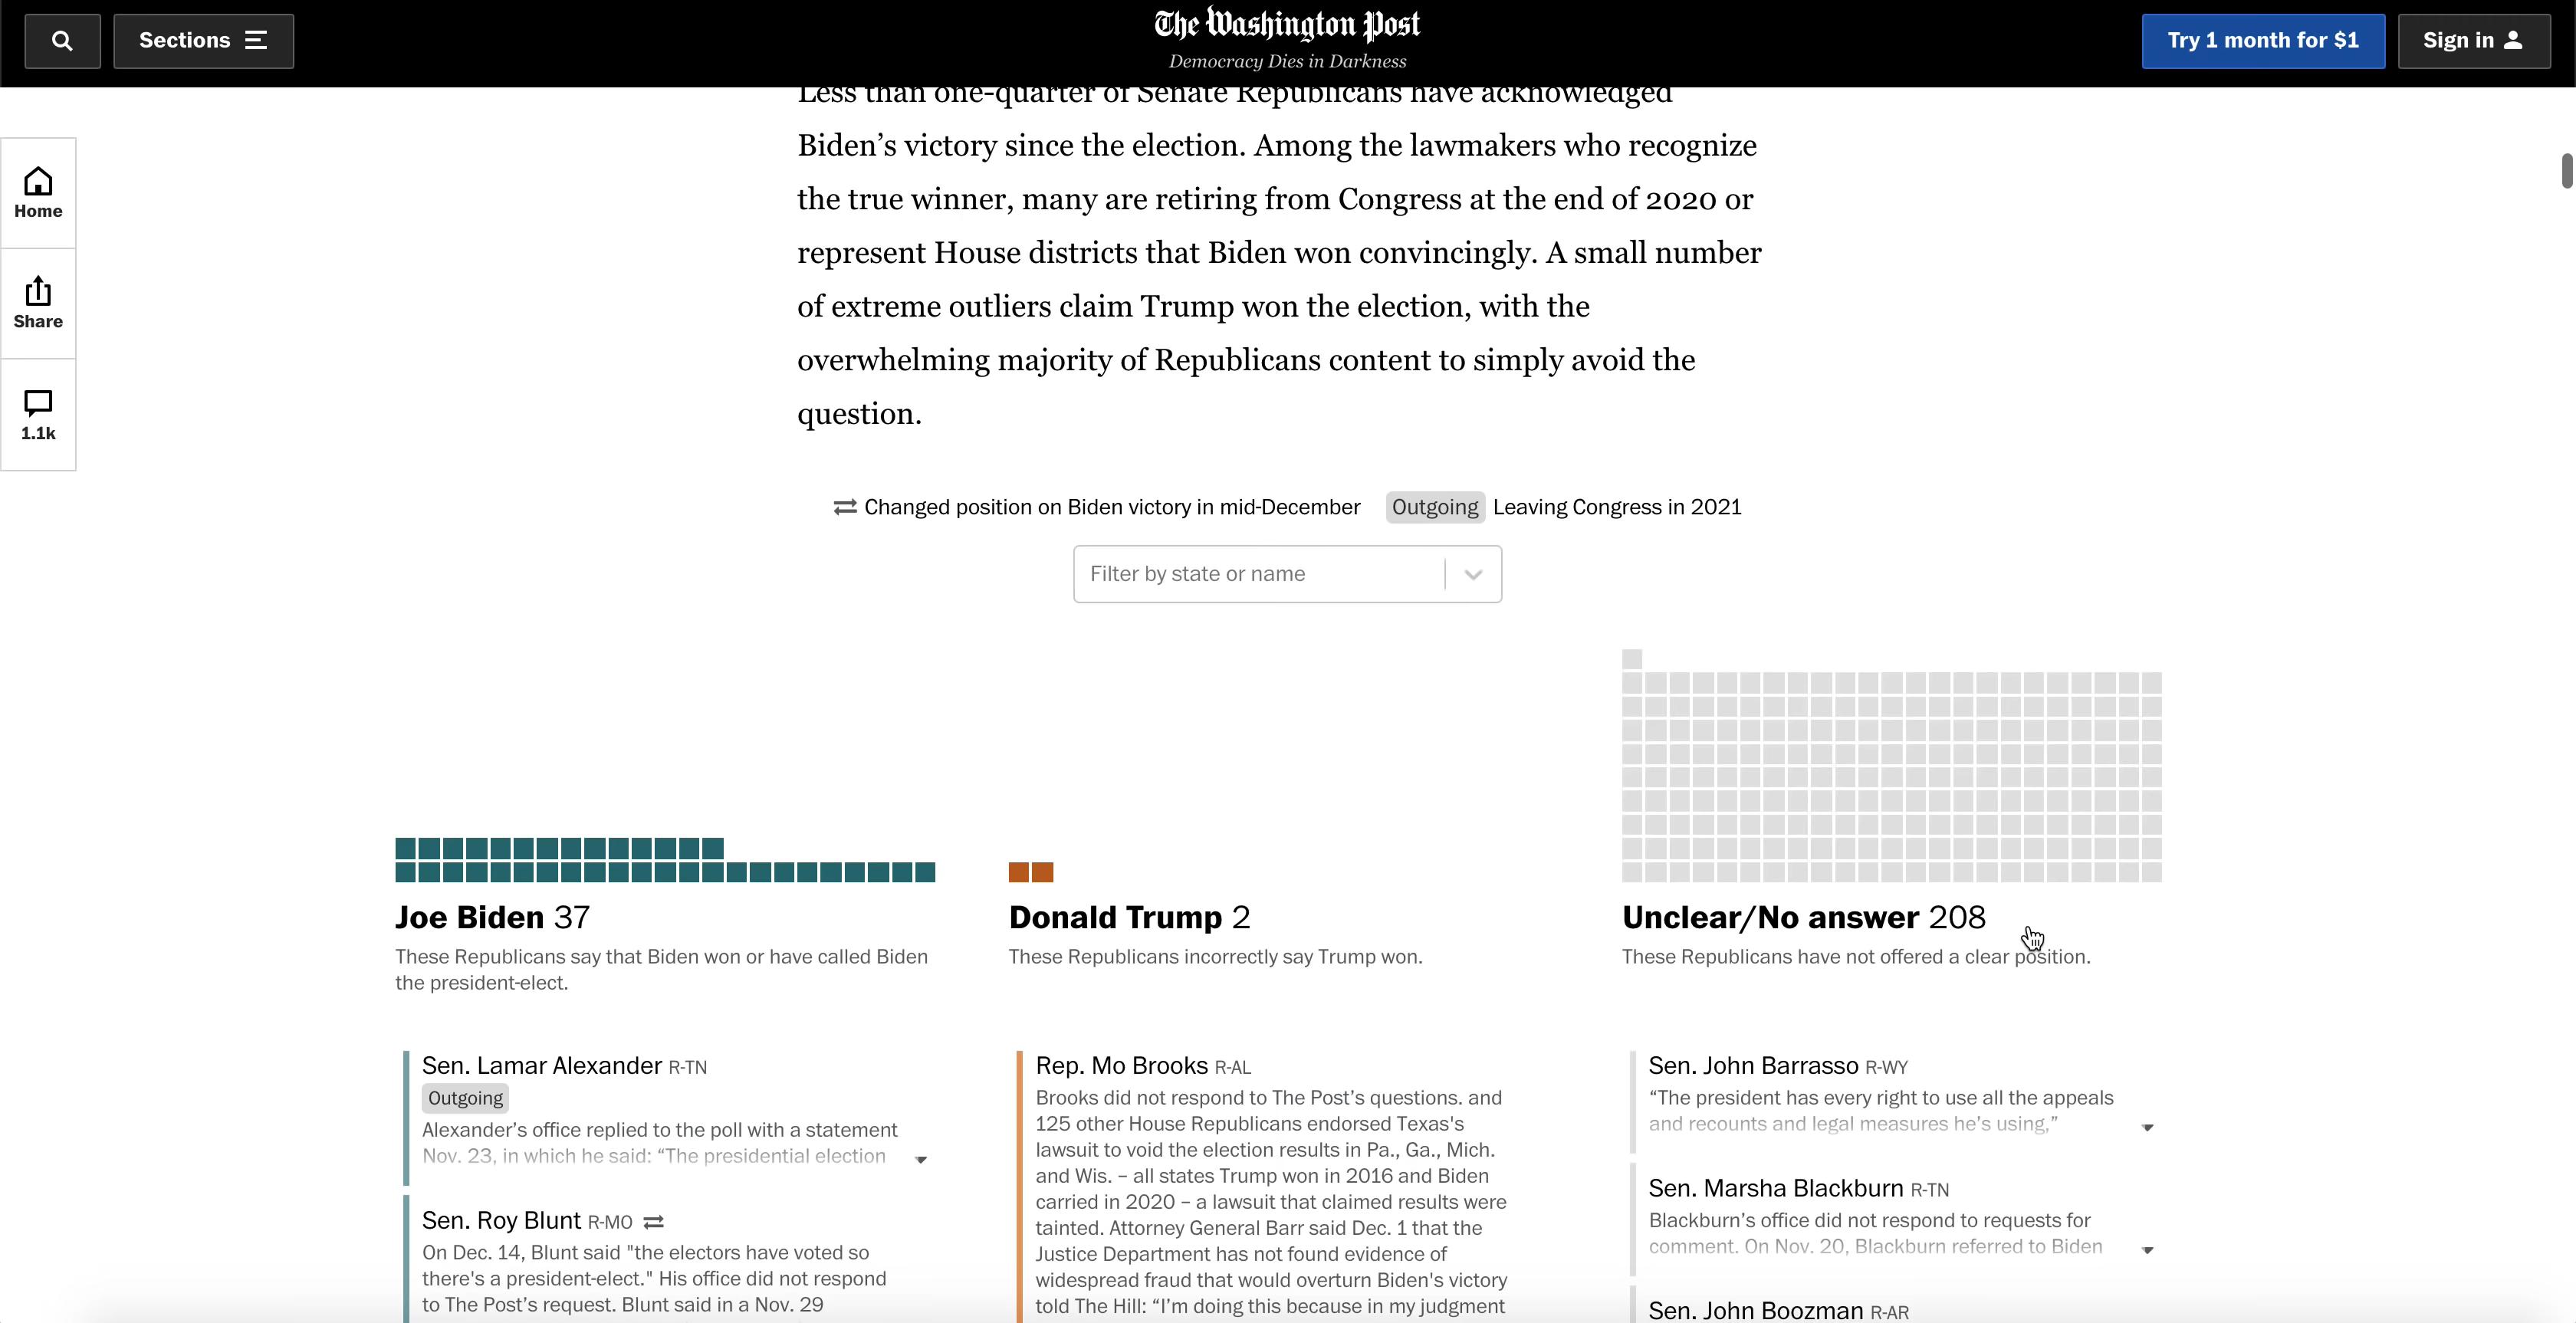 Sections
The Washington Post
Democracy Dies in Darkness
Try 1 month for $1
Sign in
Home
Share
1.1k
Less than one-quarter of Senate Republicans have acknowledged
Biden’s victory since the election. Among the lawmakers who recognize
the true winner, many are retiring from Congress at the end of 2020 or
represent House districts that Biden won convincingly. A small number
of extreme outliers claim Trump won the election, with the
overwhelming majority of Republicans content to simply avoid the
question.
Changed position on Biden victory in mid-December
Outgoing Leaving Congress in 2021
Filter by state or name
Joe Biden 37
These Republicans say that Biden won or have called Biden
the president-elect.
Sen. Lamar Alexander R-TN
Outgoing
Alexander’s office replied to the poll with a statement
Nov. 23, in which he said: “The presidential election
Sen. Roy Blunt R-MO
On Dec. 14, Blunt said "the electors have voted so
there's a president-elect." His office did not respond
to The Post’s request. Blunt said in a Nov. 29
Donald Trump 2
These Republicans incorrectly say Trump won.
Rep. Mo Brooks R-AL
Brooks did not respond to The Post’s questions. and
125 other House Republicans endorsed Texas's
lawsuit to void the election results in Pa., Ga., Mich.
and Wis. – all states Trump won in 2016 and Biden
carried in 2020 – a lawsuit that claimed results were
tainted. Attorney General Barr said Dec. 1 that the
Justice Department has not found evidence of
widespread fraud that would overturn Biden's victory
told The Hill: “I’m doing this because in my judgment
Unclear/No answer 208
These Republicans have not offered a clear position.
Sen. John Barrasso R-WY
“The president has every right to use all the appeals
and recounts and legal measures he’s using,”
Sen. Marsha Blackburn R-TN
Blackburn’s office did not respond to requests for
comment. On Nov. 20, Blackburn referred to Biden
Sen. John Boozman R-AR